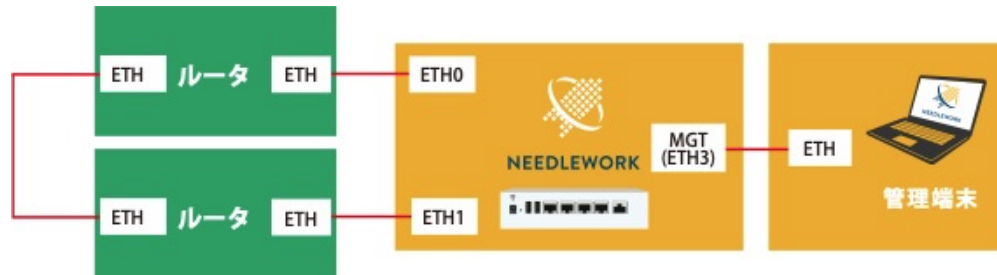 ETH ルータ ETH
ETH0
NEEDLEWORK
MGT
(ETH3)
ETH
NEEDLEWORK
管理端末
ETH ルータ ETH
ETH1